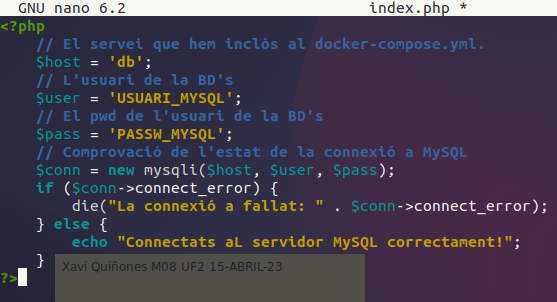 GNU nano 6.2 index.php *
<?php
// El servei que hem inclòs al docker-compose.yml.
$host = 'db';
// L'usuari de la BD's
$user = 'USUARI_MYSQL';
// El pwd de l'usuari de la BD's
$pass = 'PASSW_MYSQL';
// Comprovació de l'estat de la connexió a MySQL
$conn = new mysqli($host, $user, $pass);
if ($conn->connect_error) {
die("La connexió a fallat: " . $conn->connect_error);
} else {
echo "Connectats aL servidor MySQL correctament!";
}
Xavi Quiñones M08 UF2 15-ABRIL-23
?>